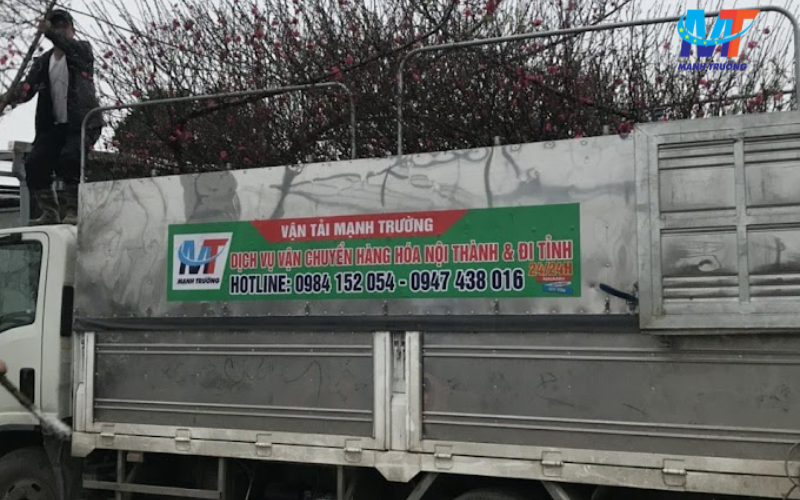 MT
MẠNH TRƯỜNG
VẬN TẢI MẠNH TRƯỜNG
MT
MẠNH TRƯỜNG
DỊCH VỤ VẬN CHUYỂN HÀNG HÓA NỘI THÀNH & ĐI TỈNH
HOTLINE: 0984 152 054 - 0947 438 016
24/24H